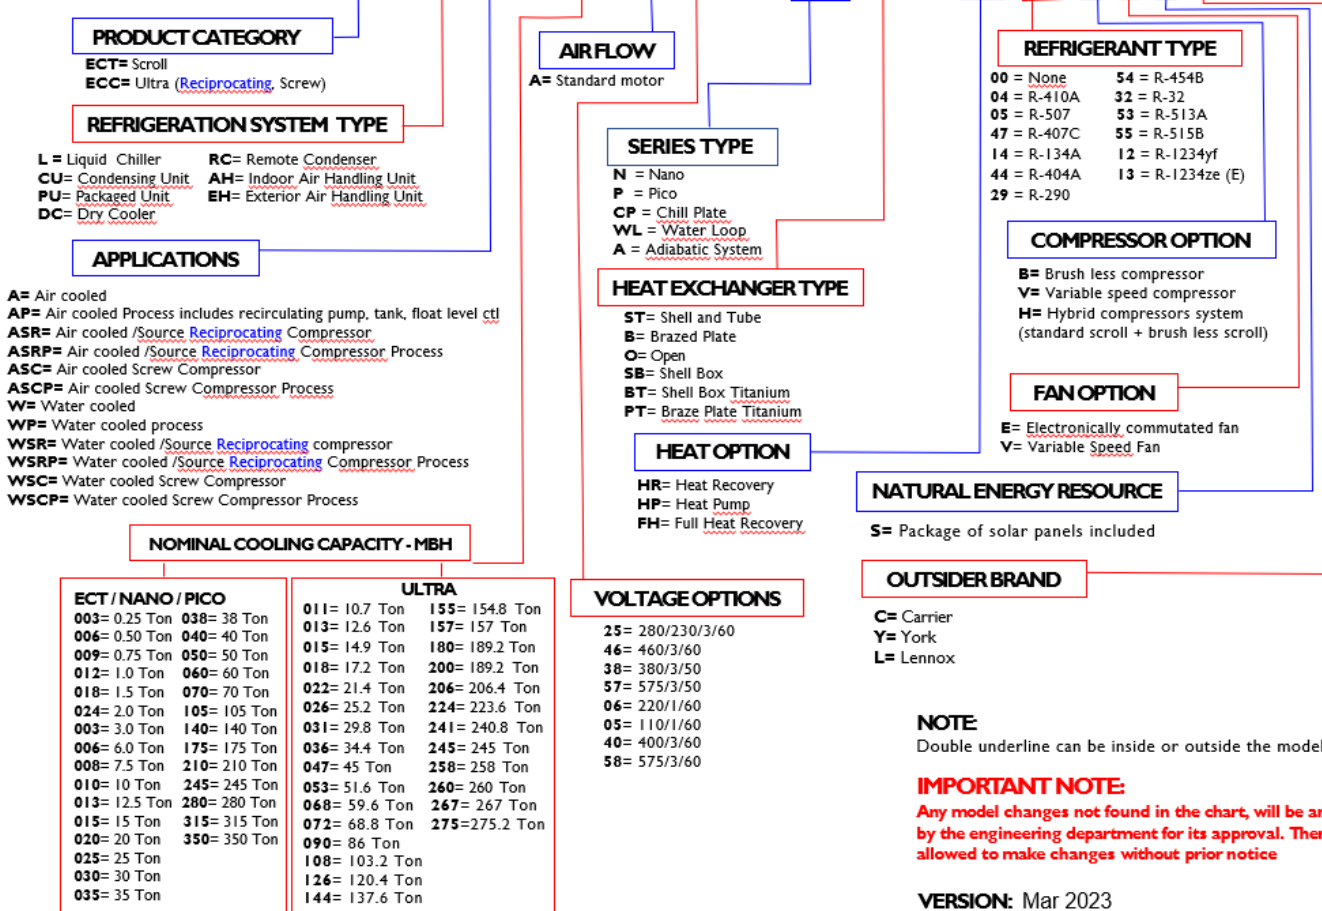 PRODUCT CATEGORY
ECT= Scroll
ECC= Ultra (Reciprocating, Screw)
REFRIGERATION SYSTEM TYPE
L = Liquid Chiller
CU= Condensing Unit
PU= Packaged Unit
DC= Dry Cooler
RC= Remote Condenser
AH= Indoor Air Handling Unit
EH= Exterior Air Handling Unit
APPLICATIONS
A= Air cooled
AP= Air cooled Process includes recirculating pump, tank, float level ctl
ASR= Air cooled /Source Reciprocating Compressor
ASRP= Air cooled /Source Reciprocating Compressor Process
ASC= Air cooled Screw Compressor
ASCP= Air cooled Screw Compressor Process
W= Water cooled
WP= Water cooled process
WSR= Water cooled /Source Reciprocating compressor
WSRP= Water cooled /Source Reciprocating Compressor Process
WSC= Water cooled Screw Compressor
WSCP= Water cooled Screw Compressor Process
NOMINAL COOLING CAPACITY - MBH
ECT / NANO / PICO
003= 0.25 Ton
006= 0.50 Ton
009= 0.75 Ton
012= 1.0 Ton
018= 1.5 Ton
024= 2.0 Ton
003= 3.0 Ton
006= 6.0 Ton
008= 7.5 Ton
010= 10 Ton
013= 12.5 Ton
015= 15 Ton
020= 20 Ton
025= 25 Ton
030= 30 Ton
035= 35 Ton
038= 38 Ton
040= 40 Ton
050= 50 Ton
060= 60 Ton
070= 70 Ton
105= 105 Ton
140= 140 Ton
175= 175 Ton
210= 210 Ton
245= 245 Ton
280= 280 Ton
315= 315 Ton
350= 350 Ton
ULTRA
011= 10.7 Ton
013= 12.6 Ton
015= 14.9 Ton
018= 17.2 Ton
022= 21.4 Ton
026= 25.2 Ton
031= 29.8 Ton
036= 34.4 Ton
047= 45 Ton
053= 51.6 Ton
068= 59.6 Ton
072= 68.8 Ton
090= 86 Ton
108= 103.2 Ton
126= 120.4 Ton
144= 137.6 Ton
155= 154.8 Ton
157= 157 Ton
180= 189.2 Ton
200= 189.2 Ton
206= 206.4 Ton
224= 223.6 Ton
241= 240.8 Ton
245= 245 Ton
258= 258 Ton
260= 260 Ton
267= 267 Ton
275=275.2 Ton
AIR FLOW
A= Standard motor
SERIES TYPE
N = Nano
P = Pico
CP = Chill Plate
WL = Water Loop
A = Adiabatic System
HEAT EXCHANGER TYPE
ST= Shell and Tube
B= Brazed Plate
O= Open
SB= Shell Box
BT= Shell Box Titanium
PT= Braze Plate Titanium
HEAT OPTION
HR= Heat Recovery
HP= Heat Pump
FH= Full Heat Recovery
VOLTAGE OPTIONS
25= 280/230/3/60
46= 460/3/60
38= 380/3/50
57= 575/3/50
06= 220/1/60
05= 110/1/60
40= 400/3/60
58= 575/3/60
REFRIGERANT TYPE
00 = None
04 = R-410A
05 = R-507
47 = R-407C
14 = R-134A
44 = R-404A
29 = R-290
54 = R-454B
32 = R-32
53 = R-513A
55 = R-515B
12 = R-1234yf
13 = R-1234ze (E)
COMPRESSOR OPTION
B= Brush less compressor
V= Variable speed compressor
H= Hybrid compressors system
(standard scroll + brush less scroll)
FAN OPTION
E= Electronically commutated fan
V= Variable Speed Fan
NATURAL ENERGY RESOURCE
S= Package of solar panels included
OUTSIDER BRAND
C= Carrier
Y= York
L= Lennox
NOTE:
Double underline can be inside or outside the model
IMPORTANT NOTE:
Any model changes not found in the chart, will be
by the engineering department for its approval.
allowed to make changes without prior notice
VERSION: Mar 2023